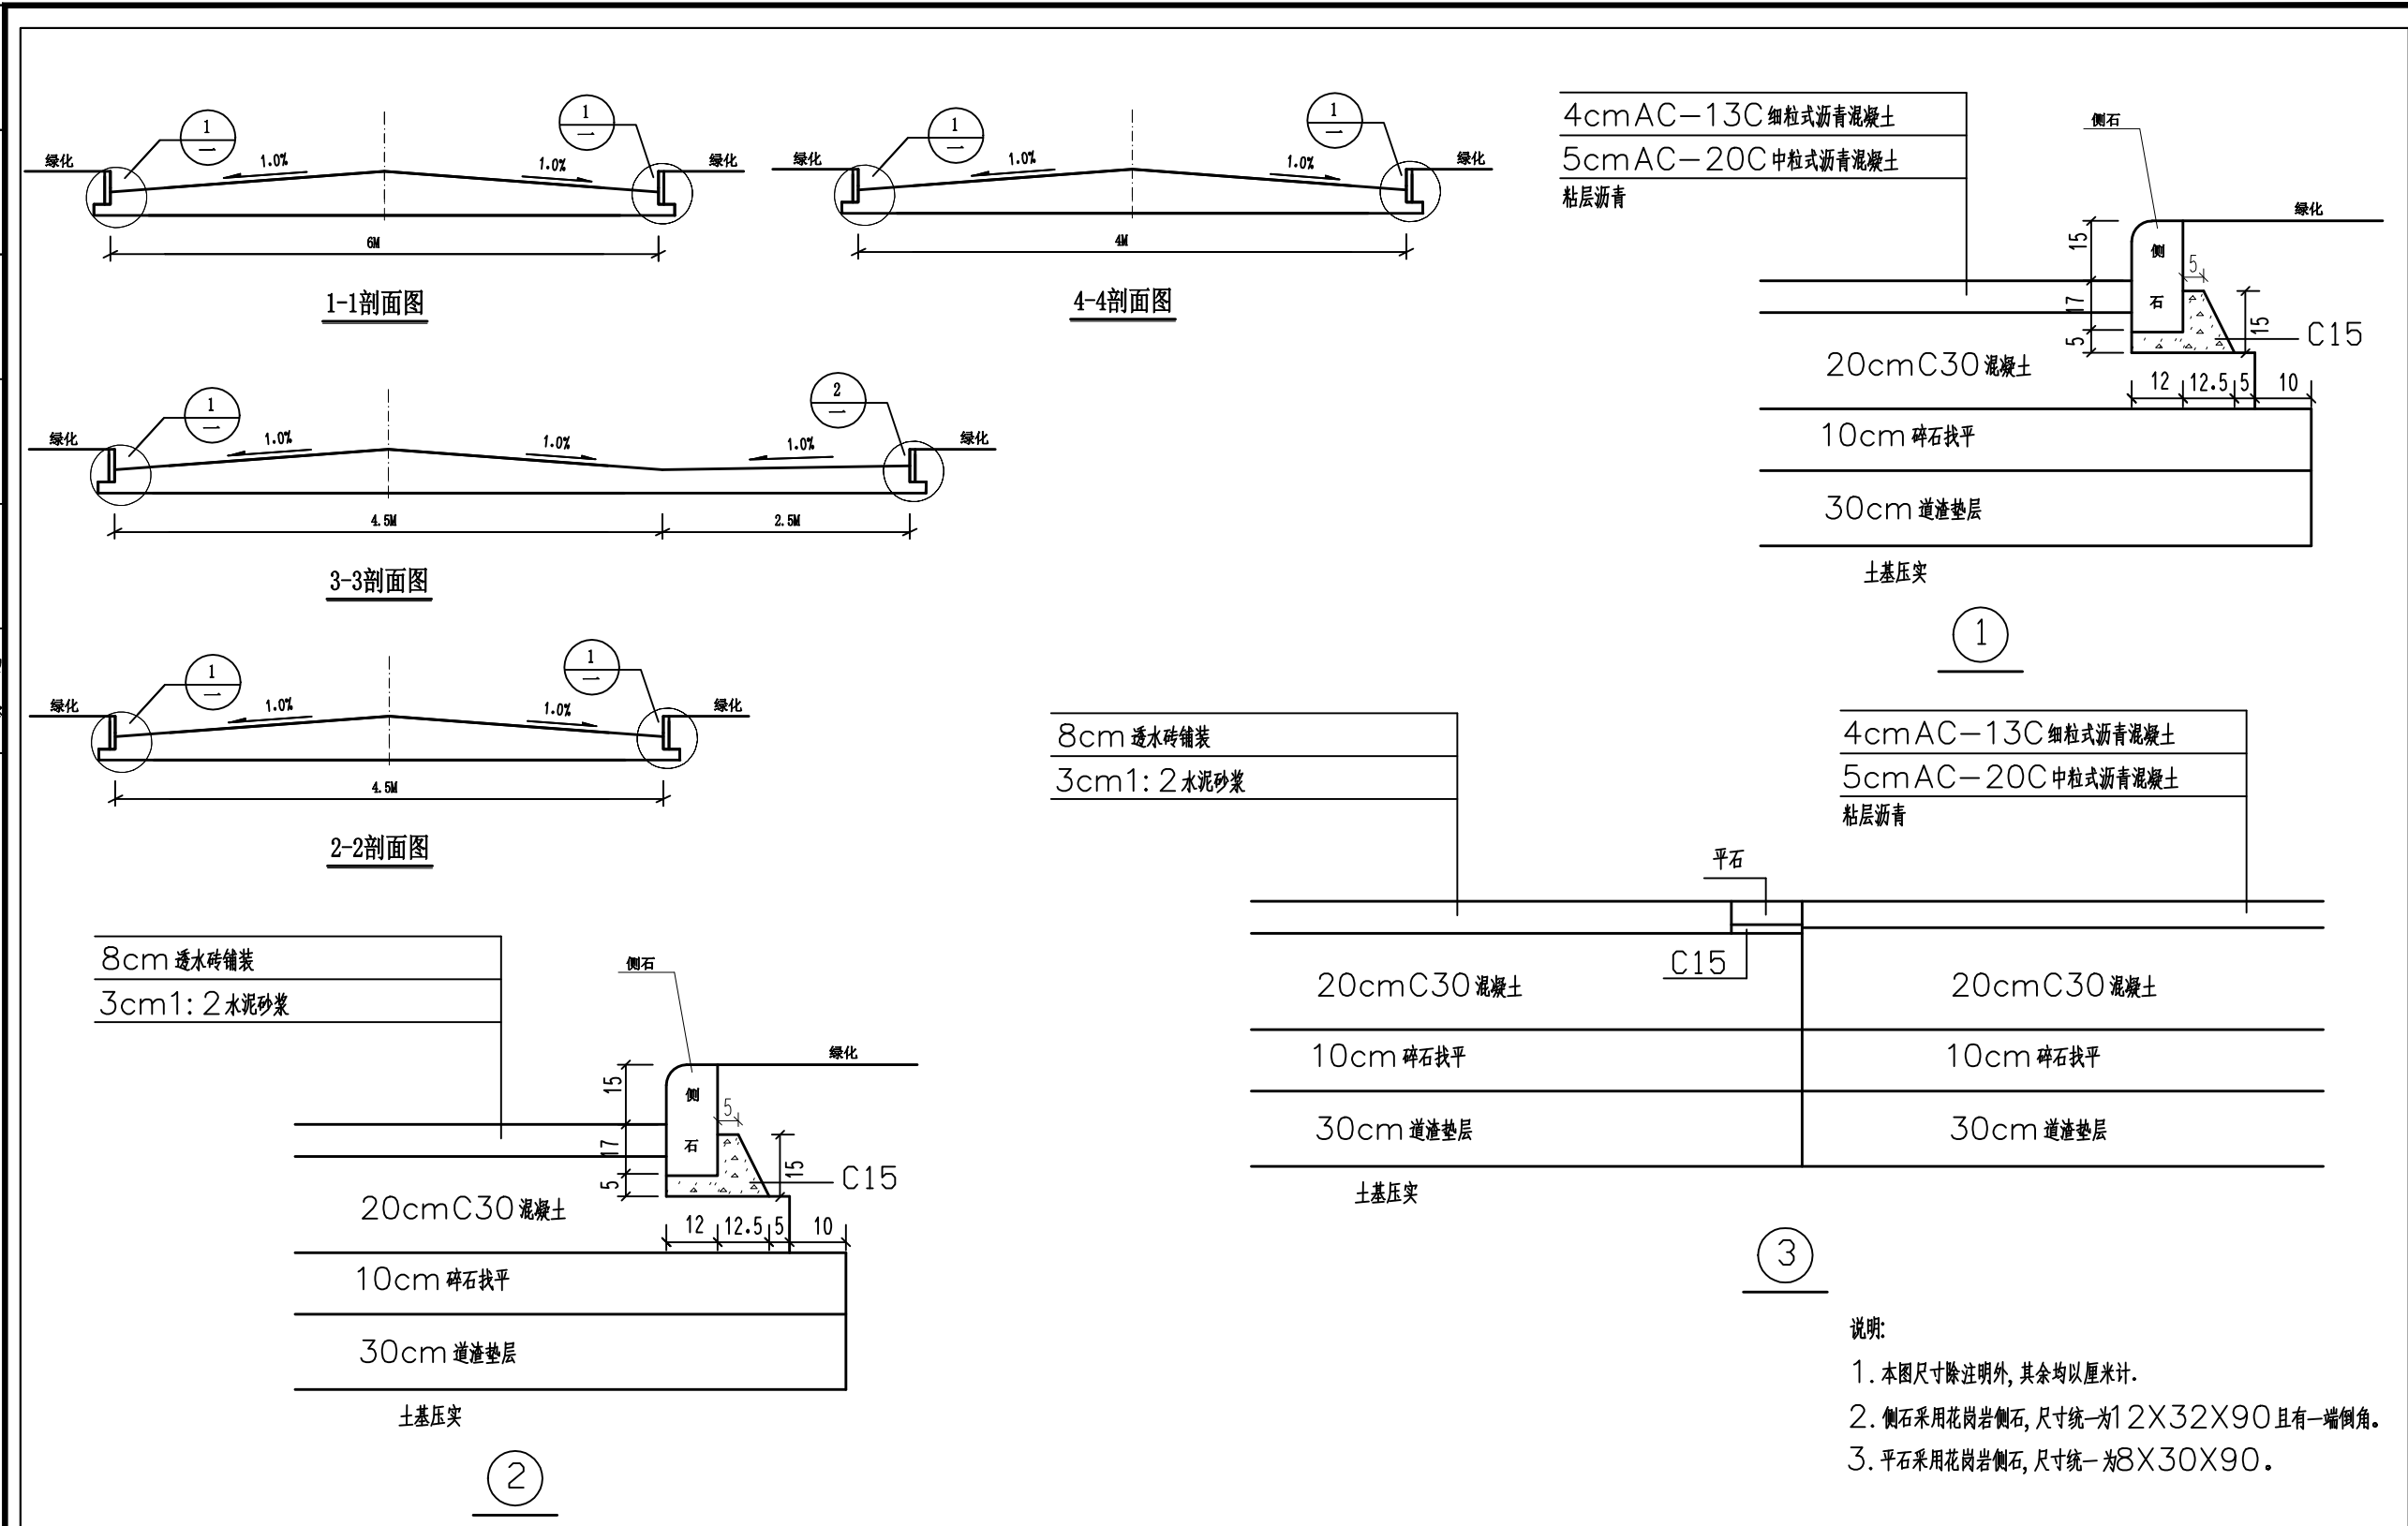 1
一
1
一
绿化
1.0%
1.0%
绿化
6M
1-1剖面图
1
一
1
一
绿化
1.0%
1.0%
绿化
4M
4-4剖面图
1
一
2
一
绿化
1.0%
1.0%
1.0%
绿化
4.5M
2.5M
3-3剖面图
1
一
1
一
绿化
1.0%
1.0%
绿化
4.5M
2-2剖面图
4cmAC-13C细粒式沥青混凝土
5cmAC-20C中粒式沥青混凝土
粘层沥青
侧石
绿化
侧
石
15
17
5
5
15
C15
12
12.5
5
10
20cmC30混凝土
10cm碎石找平
30cm道渣垫层
土基压实
1
8cm透水砖铺装
3cm1:2水泥砂浆
侧石
绿化
侧
石
15
17
5
5
15
C15
12
12.5
5
10
20cmC30混凝土
10cm碎石找平
30cm道渣垫层
土基压实
2
8cm透水砖铺装
3cm1:2水泥砂浆
4cmAC-13C细粒式沥青混凝土
5cmAC-20C中粒式沥青混凝土
粘层沥青
平石
C15
20cmC30混凝土
20cmC30混凝土
10cm碎石找平
10cm碎石找平
30cm道渣垫层
30cm道渣垫层
土基压实
3
说明:
1.本图尺寸除注明外,其余均以厘米计.
2.侧石采用花岗岩侧石,尺寸统一为12X32X90且有一端倒角。
3.平石采用花岗岩侧石,尺寸统一为8X30X90。